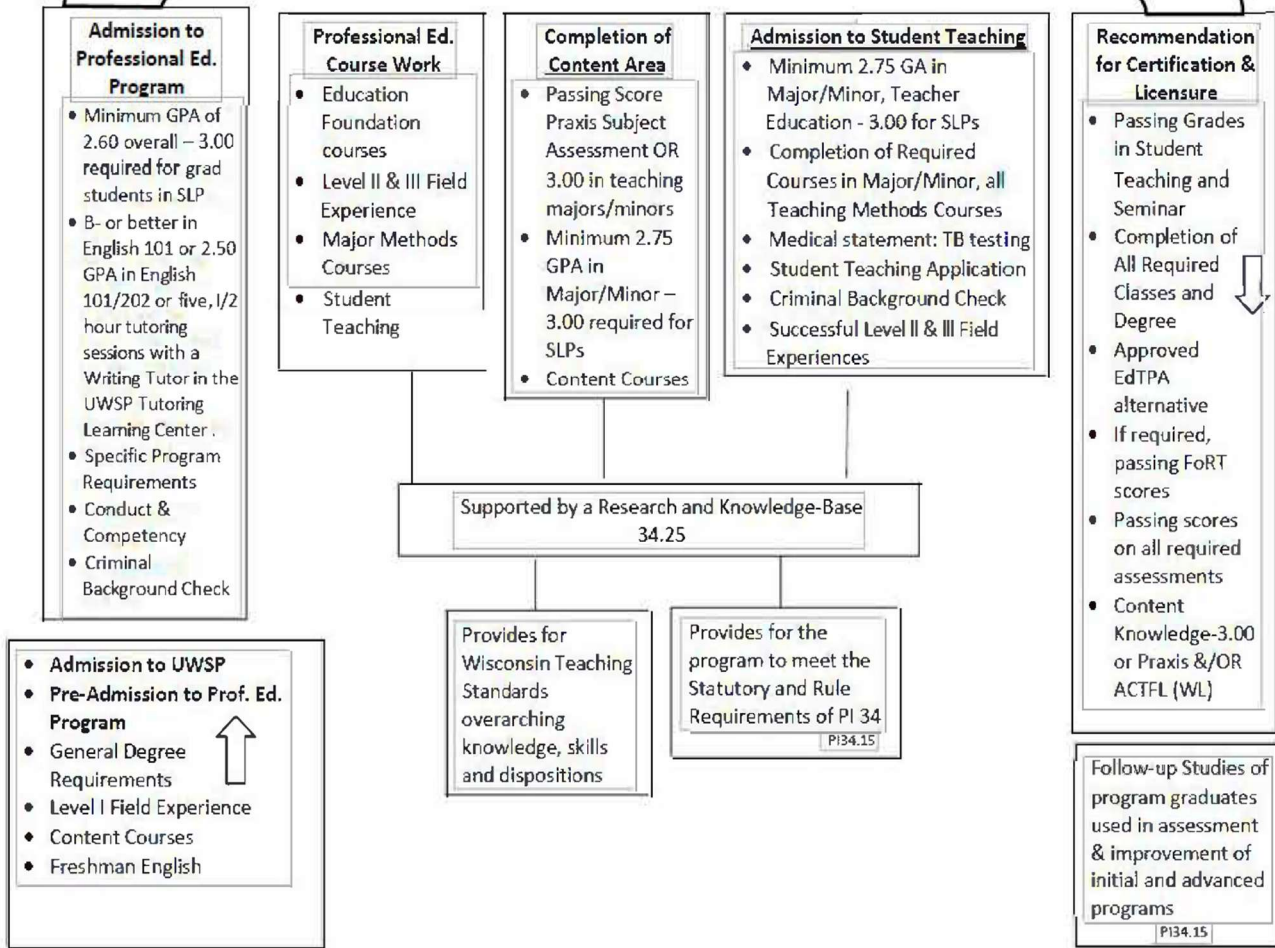 Admission to
Professional Ed.
Program
• Minimum GPA of
2.60 overall – 3.00
required for grad
students in SLP
• B- or better in
English 101 or 2.50
GPA in English
101/202 or five, I/2
hour tutoring
sessions with a
Writing Tutor in the
UWSP Tutoring
Learning Center .
• Specific Program
Requirements
• Conduct &
Competency
• Criminal
Background Check
• Admission to UWSP
• Pre-Admission to Prof. Ed.
Program
• General Degree
Requirements
• Level I Field Experience
• Content Courses
• Freshman English
Professional Ed.
Course Work
• Education
Foundation
courses
• Level II & III Field
Experience
• Major Methods
Courses
• Student
Teaching
Completion of
Content Area
• Passing Score
Praxis Subject
Assessment OR
3.00 in teaching
majors/minors
• Minimum 2.75
GPA in
Major/Minor –
3.00 required for
SLPs
• Content Courses
Admission to Student Teaching
• Minimum 2.75 GA in
Major/Minor, Teacher
Education - 3.00 for SLPs
• Completion of Required
Courses in Major/Minor, all
Teaching Methods Courses
• Medical statement: TB testing
• Student Teaching Application
• Criminal Background Check
• Successful Level II & III Field
Experiences
Supported by a Research and Knowledge-Base
34.25
Provides for
Wisconsin Teaching
Standards
overarching
knowledge, skills
and dispositions
Provides for the
program to meet the
Statutory and Rule
Requirements of PI 34
PI34.15
Recommendation
for Certification &
Licensure
• Passing Grades
in Student
Teaching and
Seminar
• Completion of
All Required
Classes and
Degree
• Approved
EdTPA
alternative
• If required,
passing FoRT
scores
• Passing scores
on all required
assessments
• Content
Knowledge-3.00
or Praxis &/OR
ACTFL (WL)
Follow-up Studies of
program graduates
used in assessment
& improvement of
initial and advanced
programs
PI34.15